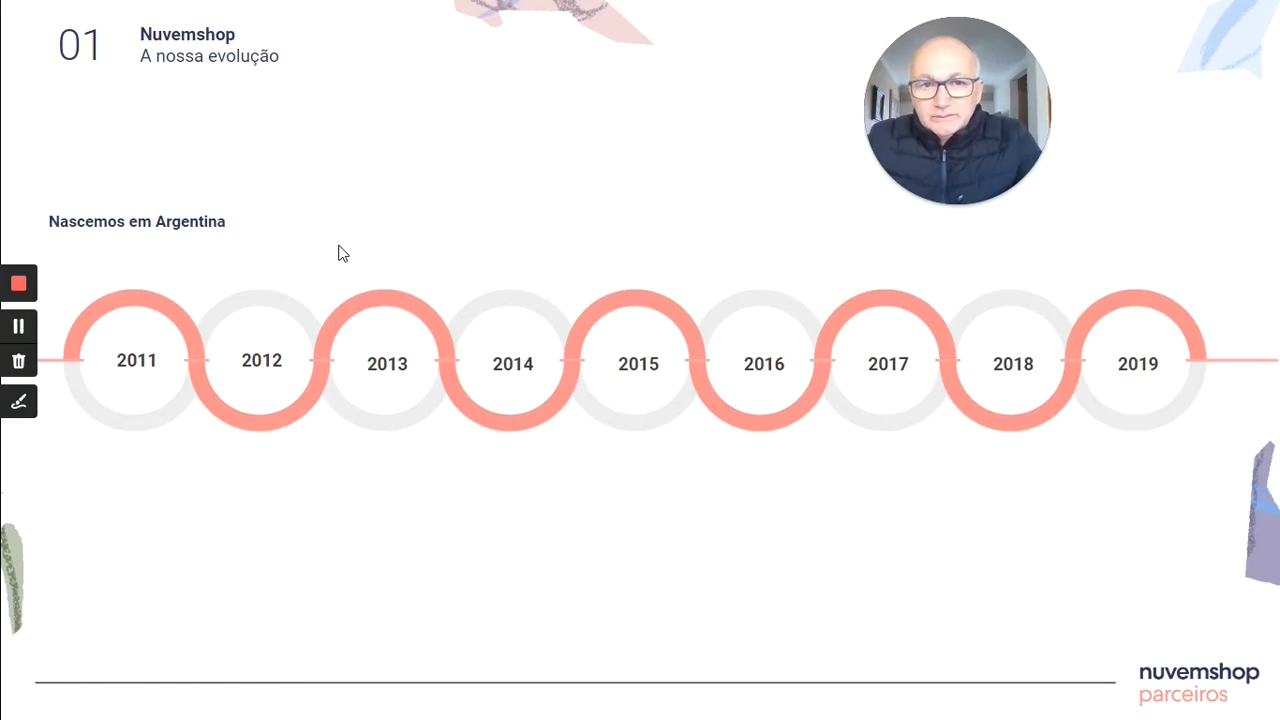 01
Nuvemshop
A nossa evolução
Nascemos em Argentina
2011
2012
2013
2014
2015
2016
2017
2018
2019
nuvemshop
parceiros